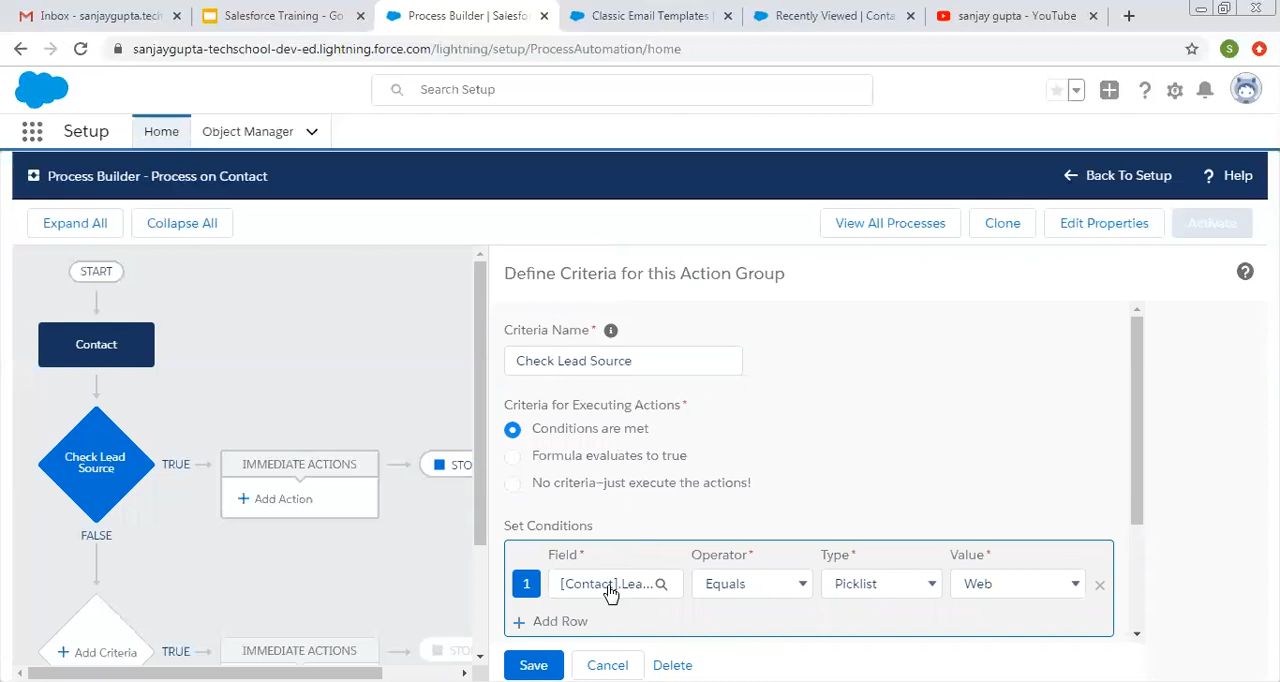 Inbox - sanjaygupta.tech
Salesforce Training - Go
Process Builder | Salesfo
Classic Email Templates
Recently Viewed | Conta
sanjay gupta - YouTube
sanjaygupta-techschool-dev-ed.lightning.force.com/lightning/setup/ProcessAutomation/home
S
Search Setup
Setup
Home
Object Manager
Process Builder - Process on Contact
Back To Setup
? Help
Expand All
Collapse All
View All Processes
Clone
Edit Properties
Activate
START
Contact
Check Lead
Source
TRUE
IMMEDIATE ACTIONS
+ Add Action
STO
FALSE
+ Add Criteria
TRUE
IMMEDIATE ACTIONS
STO
Define Criteria for this Action Group
Criteria Name*
Check Lead Source
Criteria for Executing Actions*
Conditions are met
Formula evaluates to true
No criteria—just execute the actions!
Set Conditions
Field*
Operator*
Type*
Value*
1
[Contact].Lea...
Equals
Picklist
Web
+ Add Row
Save
Cancel
Delete